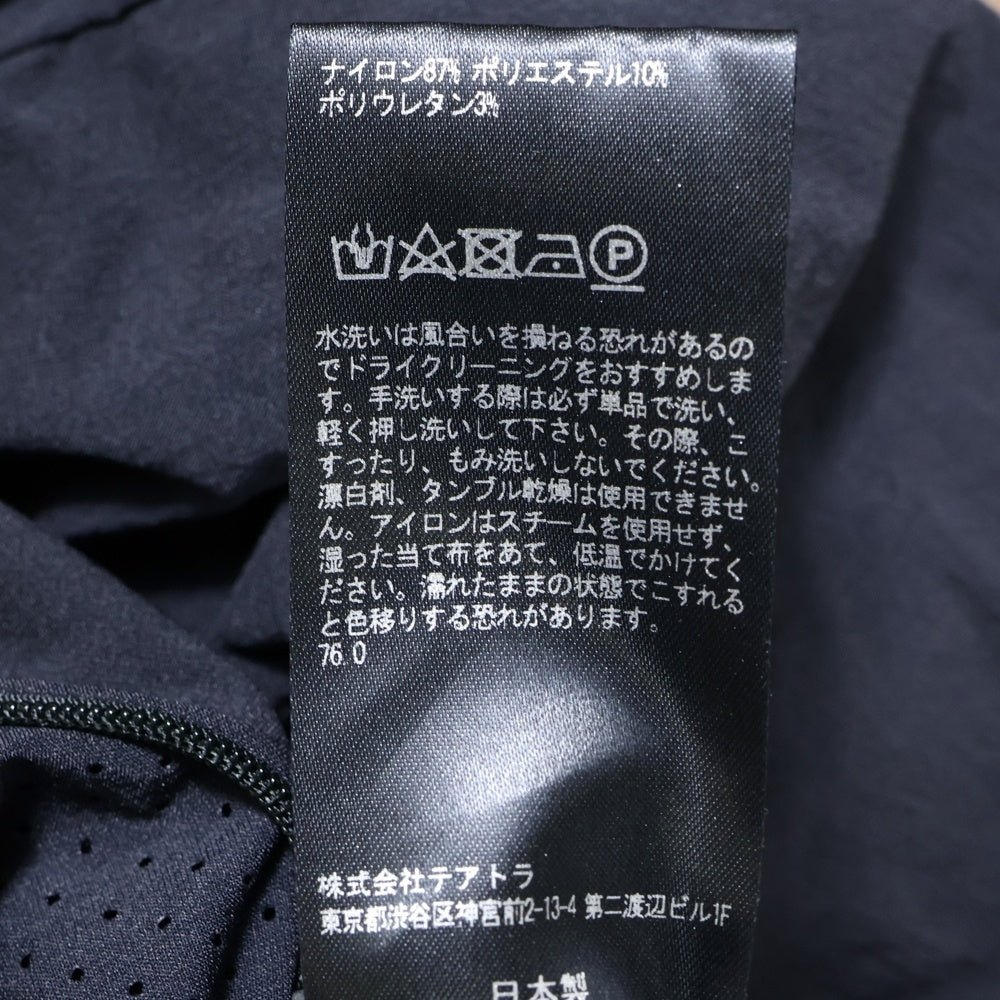 ナイロン87% ポリエステル10%
ポリウレタン3%
P
水洗いは風合いを損ねる恐れがあるの
でドライクリーニングをおすすめしま
す。手洗いする際は必ず単品で洗い、
軽く押し洗いして下さい。その際、こ
すったり、もみ洗いしないでください。
漂白剤、タンブル乾燥は使用できませ
ん。アイロンはスチームを使用せず、
湿った当て布をあて、低温でかけてく
ださい。濡れたままの状態でこすれる
と色移りする恐れがあります。
76.0
株式会社テアトラ
東京都渋谷区神宮前2-13-4 第二渡辺ビル1F
日本製